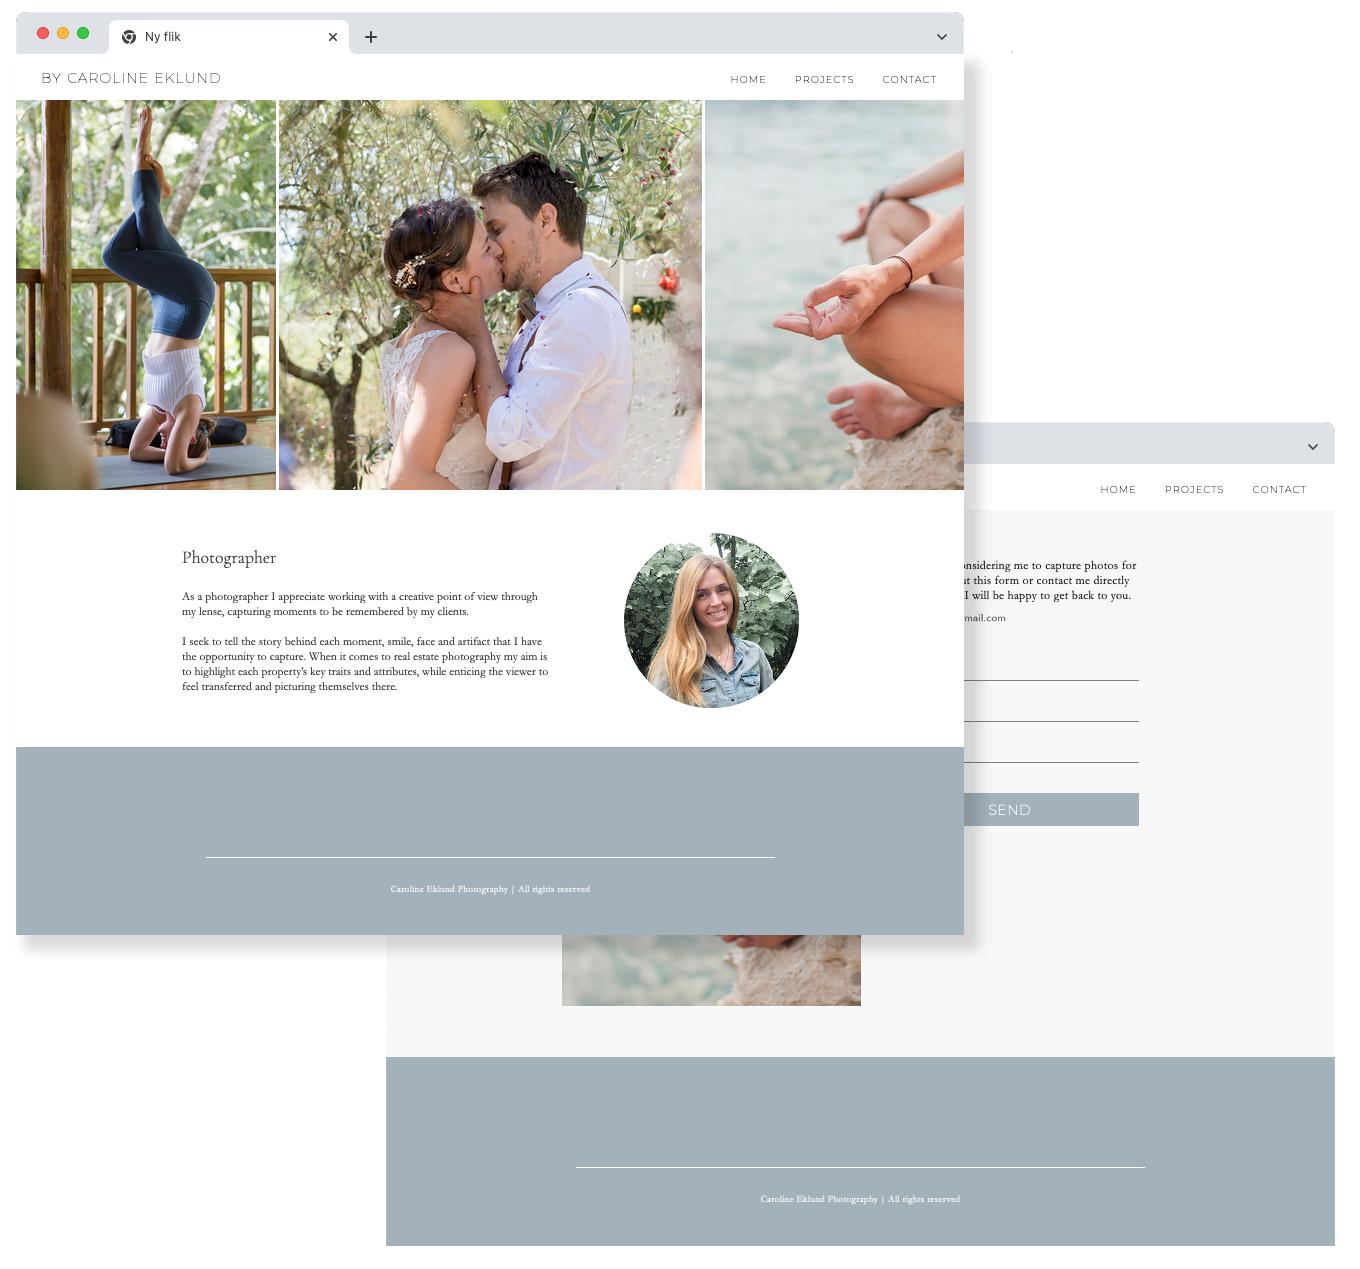 Ny flik
BY CAROLINE EKLUND
HOME PROJECTS CONTACT
Photographer
As a photographer I appreciate working with a creative point of view through
my lense, capturing moments to be remembered by my clients.
I seek to tell the story behind each moment, smile, face and artifact that I have
the opportunity to capture. When it comes to real estate photography my aim is
to highlight each property's key traits and attributes, while enticing the viewer to
feel transferred and picturing themselves there.
Caroline Eklund Photography | All rights reserved
HOME PROJECTS CONTACT
me to capture photos for
this form or contact me directly
I will be happy to get back to you.
mail.com
SEND
Caroline Eklund Photography | All rights reserved